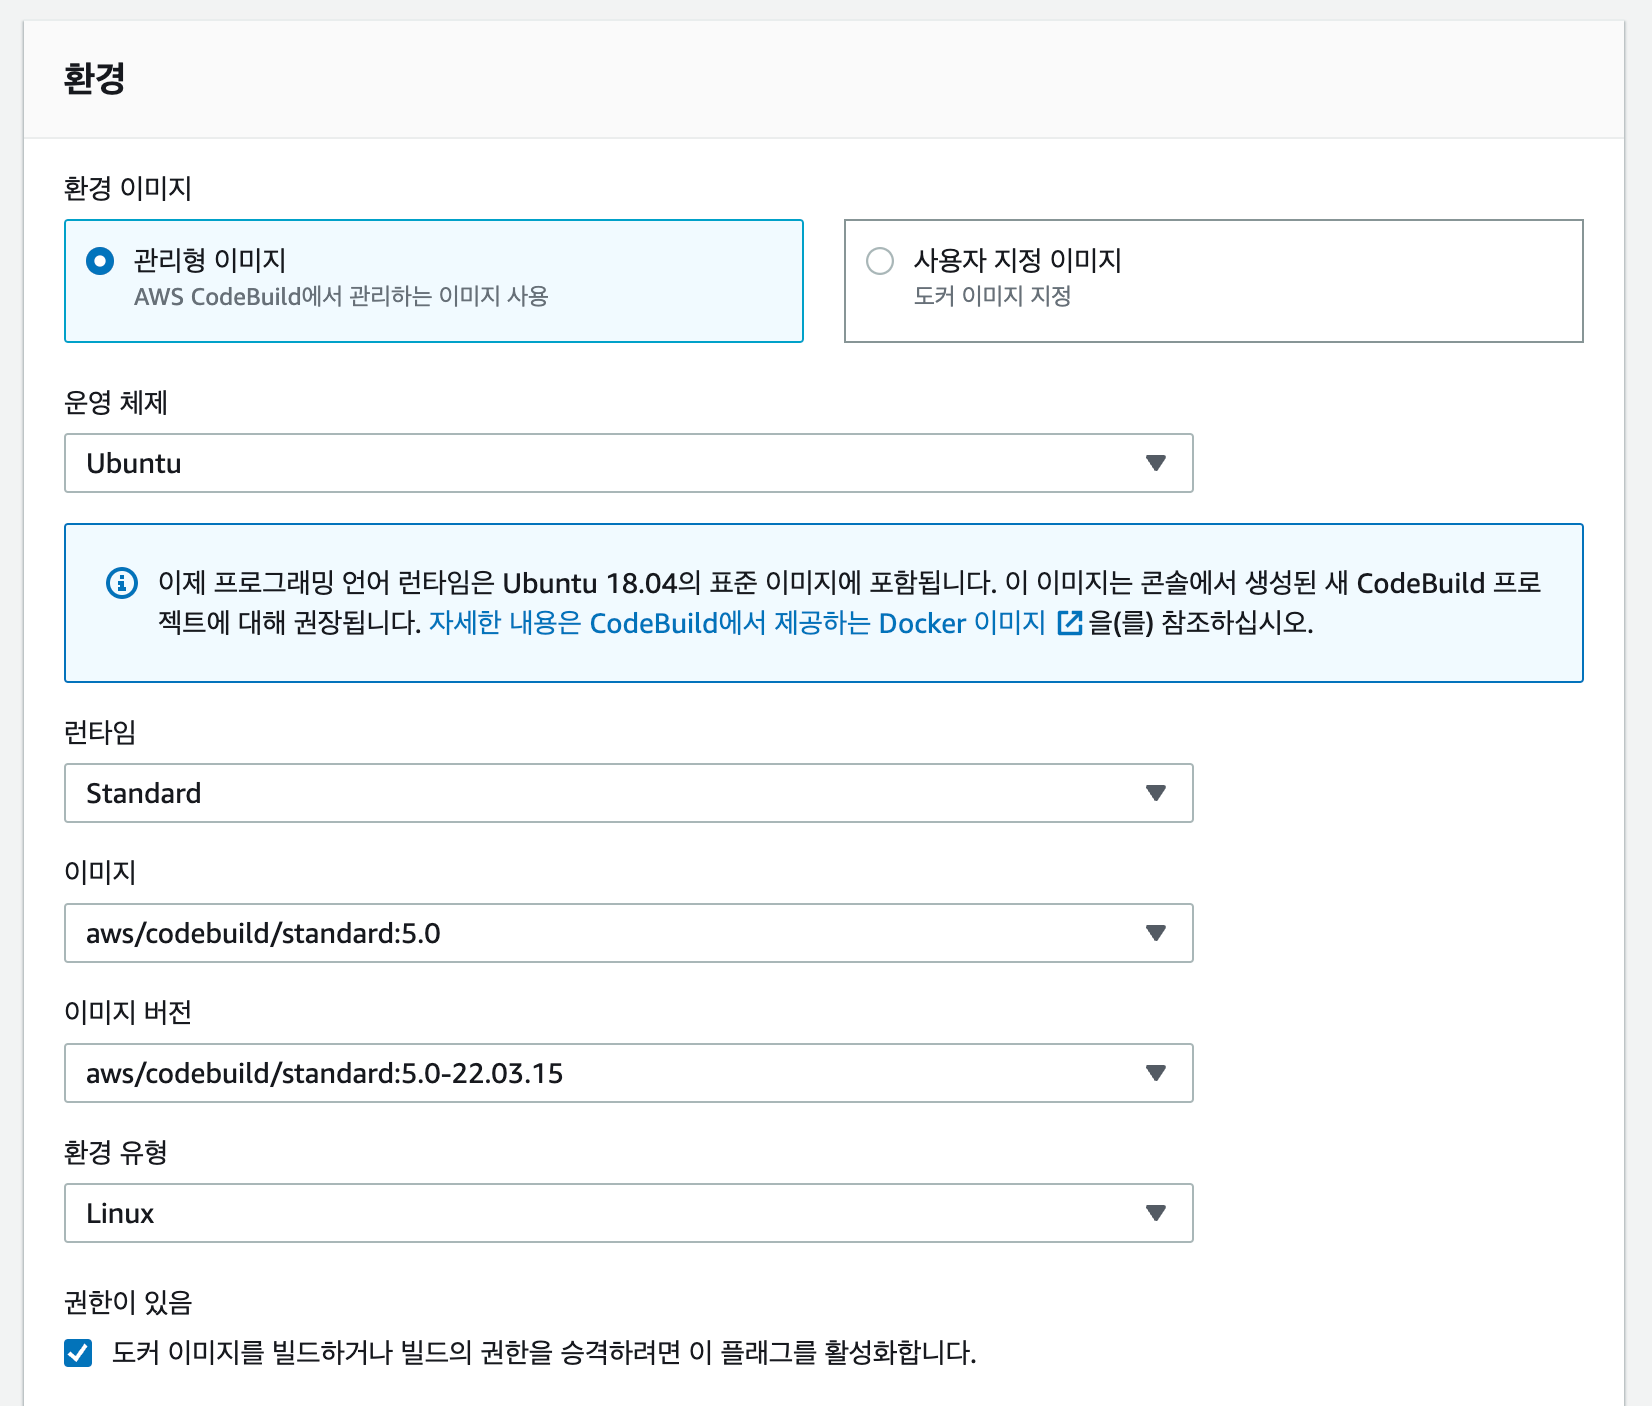 환경
환경 이미지
관리형 이미지
AWS CodeBuild에서 관리하는 이미지 사용
사용자 지정 이미지
도커 이미지 지정
운영 체제
Ubuntu
이제 프로그래밍 언어 런타임은 Ubuntu 18.04의 표준 이미지에 포함됩니다. 이 이미지는 콘솔에서 생성된 새 CodeBuild 프로
젝트에 대해 권장됩니다. 자세한 내용은 CodeBuild에서 제공하는 Docker 이미지 을(를) 참조하십시오.
런타임
Standard
이미지
aws/codebuild/standard:5.0
이미지 버전
aws/codebuild/standard:5.0-22.03.15
환경 유형
Linux
권한이 있음
도커 이미지를 빌드하거나 빌드의 권한을 승격하려면 이 플래그를 활성화합니다.